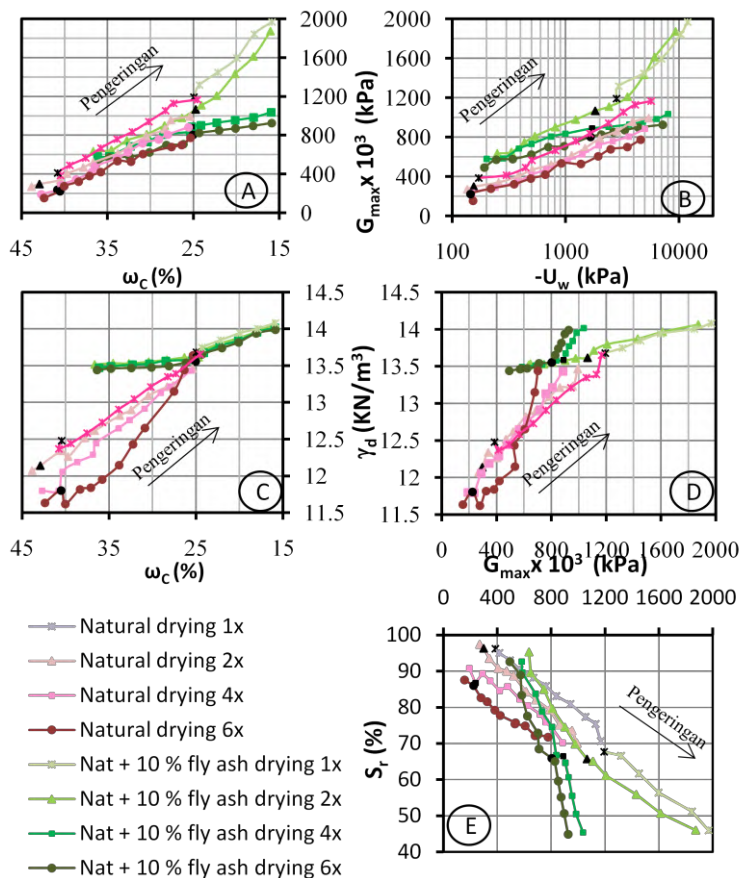 2000
1600
1200
800
400
0
G_max x 10³ (kPa)
45
35
25
15
ω_C (%)
Pengeringan
A
2000
1600
1200
800
400
0
100
1000
10000
-U_w (kPa)
Pengeringan
B
14.5
14
13.5
13
12.5
12
11.5
γ_d (KN/m³)
45
35
25
15
ω_C (%)
Pengeringan
C
14.5
14
13.5
13
12.5
12
11.5
0
400
800
1200
1600
2000
G_max x 10³ (kPa)
Pengeringan
D
0
400
800
1200
1600
2000
100
90
80
70
60
50
40
S_r (%)
Pengeringan
E
Natural drying 1x
Natural drying 2x
Natural drying 4x
Natural drying 6x
Nat + 10 % fly ash drying 1x
Nat + 10 % fly ash drying 2x
Nat + 10 % fly ash drying 4x
Nat + 10 % fly ash drying 6x